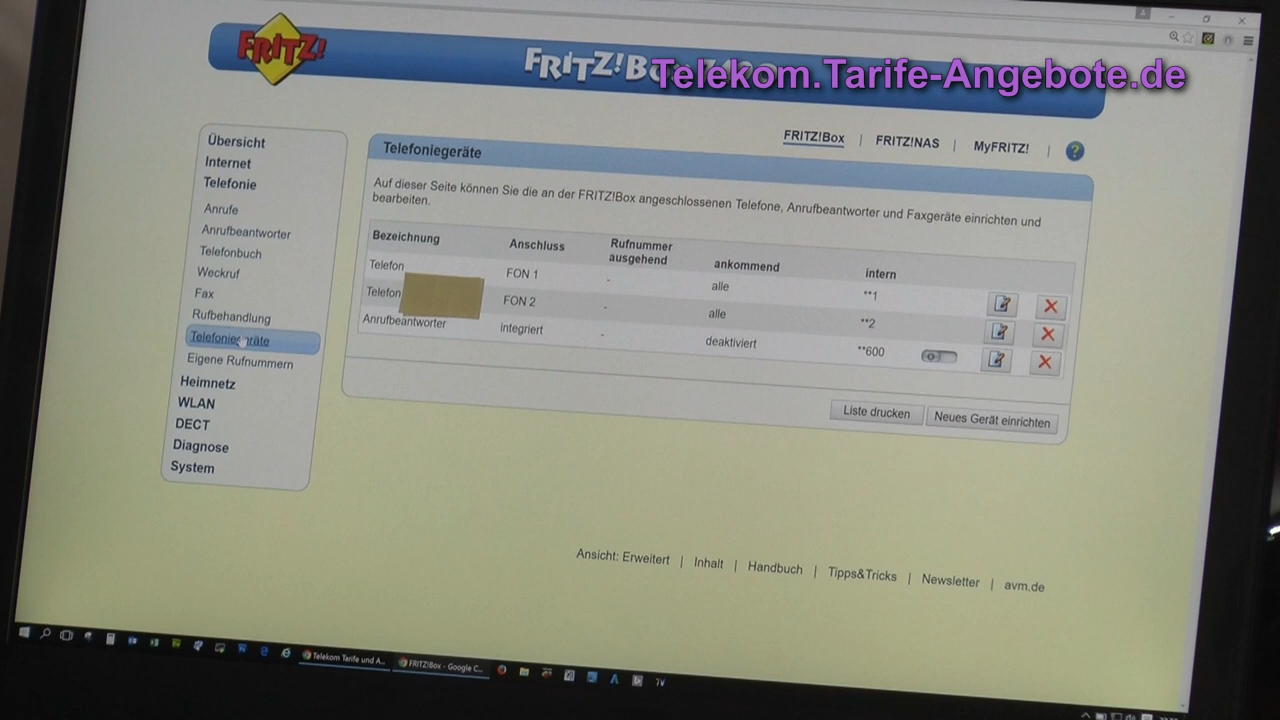 FRITZ!
FRITZ!Box
Telekom.Tarife-Angebote.de
FRITZ!Box | FRITZ!NAS | MyFRITZ! | ?
Übersicht
Internet
Telefonie
Anrufe
Anrufbeantworter
Telefonbuch
Weckruf
Fax
Rufbehandlung
Telefoniegeräte
Eigene Rufnummern
Heimnetz
WLAN
DECT
Diagnose
System
Telefoniegeräte
Auf dieser Seite können Sie die an der FRITZ!Box angeschlossenen Telefone, Anrufbeantworter und Faxgeräte einrichten und
bearbeiten.
Bezeichnung Anschluss Rufnummer ausgehend ankommend intern
Telefon FON 1 - alle **1
Telefon FON 2 - alle **2
Anrufbeantworter integriert - deaktiviert **600
Liste drucken Neues Gerät einrichten
Ansicht: Erweitert | Inhalt | Handbuch | Tipps&Tricks | Newsletter | avm.de
Telekom Tarife und A... FRITZ!Box - Google C...